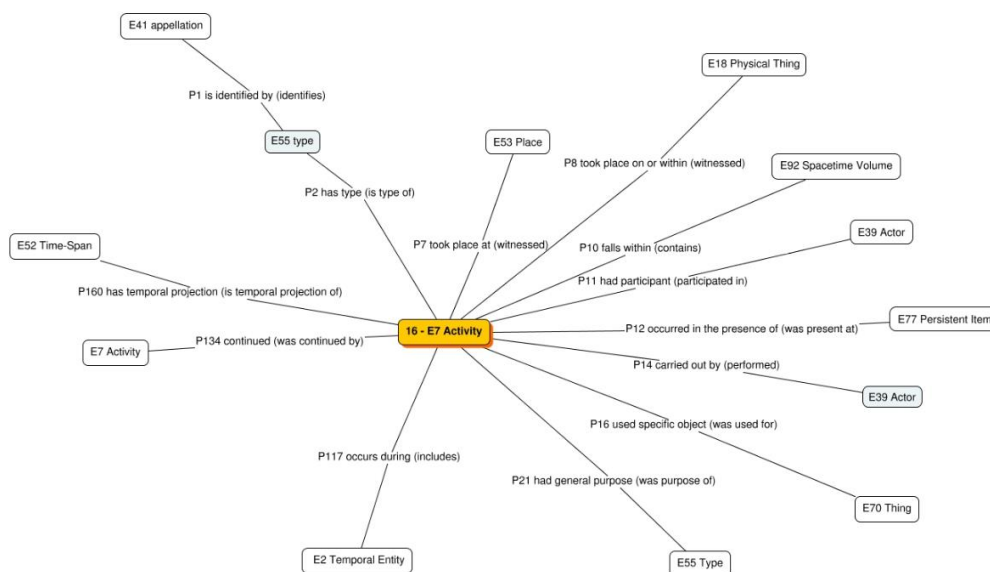 E41 appellation
E18 Physical Thing
P1 is identified by (identifies)
E55 type
E53 Place
P8 took place on or within (witnessed)
E92 Spacetime Volume
P2 has type (is type of)
E52 Time-Span
P7 took place at (witnessed)
P10 falls within (contains)
E39 Actor
P11 had participant (participated in)
P160 has temporal projection (is temporal projection of)
E77 Persistent Item
16 - E7 Activity
P12 occurred in the presence of (was present at)
P134 continued (was continued by)
E7 Activity
P14 carried out by (performed)
E39 Actor
P16 used specific object (was used for)
P117 occurs during (includes)
P21 had general purpose (was purpose of)
E70 Thing
E2 Temporal Entity
E55 Type